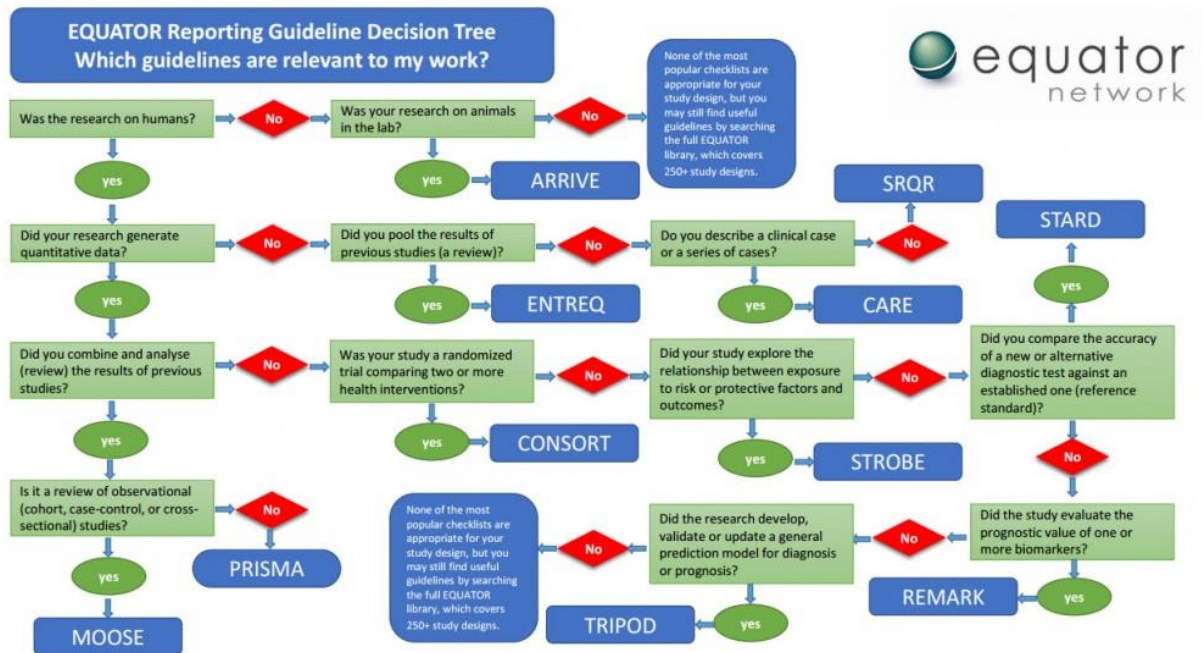 EQUATOR Reporting Guideline Decision Tree
Which guidelines are relevant to my work?
equator
network
None of the most
popular checklists are
appropriate for your
study design, but you
may still find useful
guidelines by searching
the full EQUATOR
library, which covers
250+ study designs.
Was the research on humans?
No
Was your research on animals
in the lab?
No
yes
yes
ARRIVE
SRQR
STARD
Did your research generate
quantitative data?
No
Did you pool the results of
previous studies (a review)?
No
Do you describe a clinical case
or a series of cases?
No
yes
yes
ENTREQ
yes
CARE
yes
Did you combine and analyse
(review) the results of previous
studies?
No
Was your study a randomized
trial comparing two or more
health interventions?
No
Did your study explore the
relationship between exposure
to risk or protective factors and
outcomes?
No
Did you compare the accuracy
of a new or alternative
diagnostic test against an
established one (reference
standard)?
yes
yes
CONSORT
yes
STROBE
No
Is it a review of observational
(cohort, case-control, or cross-
sectional) studies?
No
PRISMA
None of the most
popular checklists are
appropriate for your
study design, but you
may still find useful
guidelines by searching
the full EQUATOR
library, which covers
250+ study designs.
No
Did the research develop,
validate or update a general
prediction model for diagnosis
or prognosis?
No
Did the study evaluate the
prognostic value of one or
more biomarkers?
yes
MOOSE
TRIPOD
yes
REMARK
yes